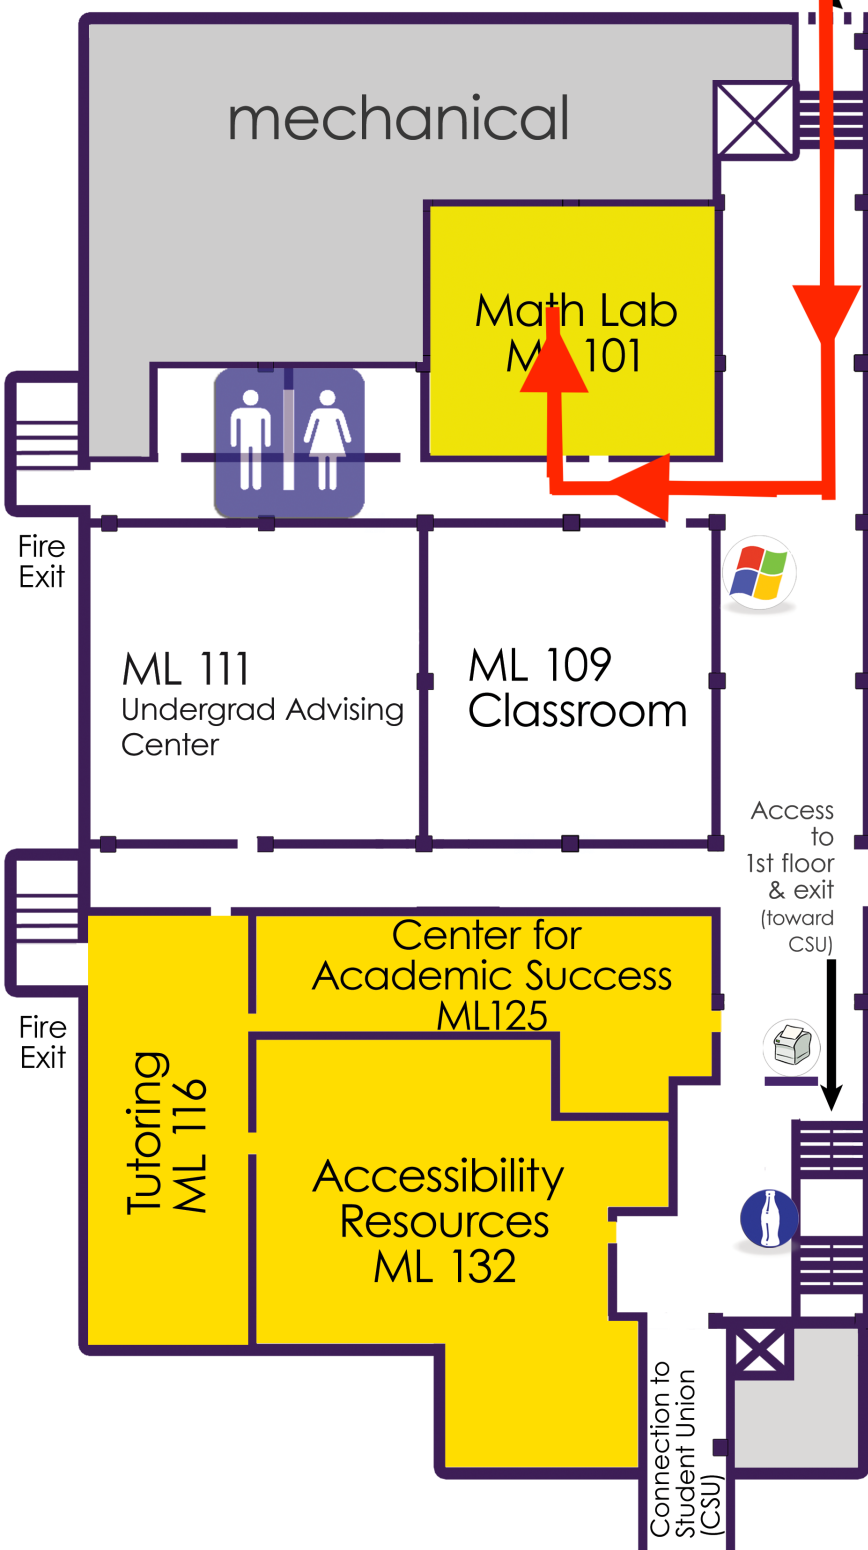 mechanical
Math Lab
ML 101
Fire
Exit
ML 111
Undergrad Advising
Center
ML 109
Classroom
Access
to
1st floor
& exit
(toward
CSU)
Center for
Academic Success
ML125
Fire
Exit
Tutoring
ML 116
Accessibility
Resources
ML 132
Connection to
Student Union
(CSU)